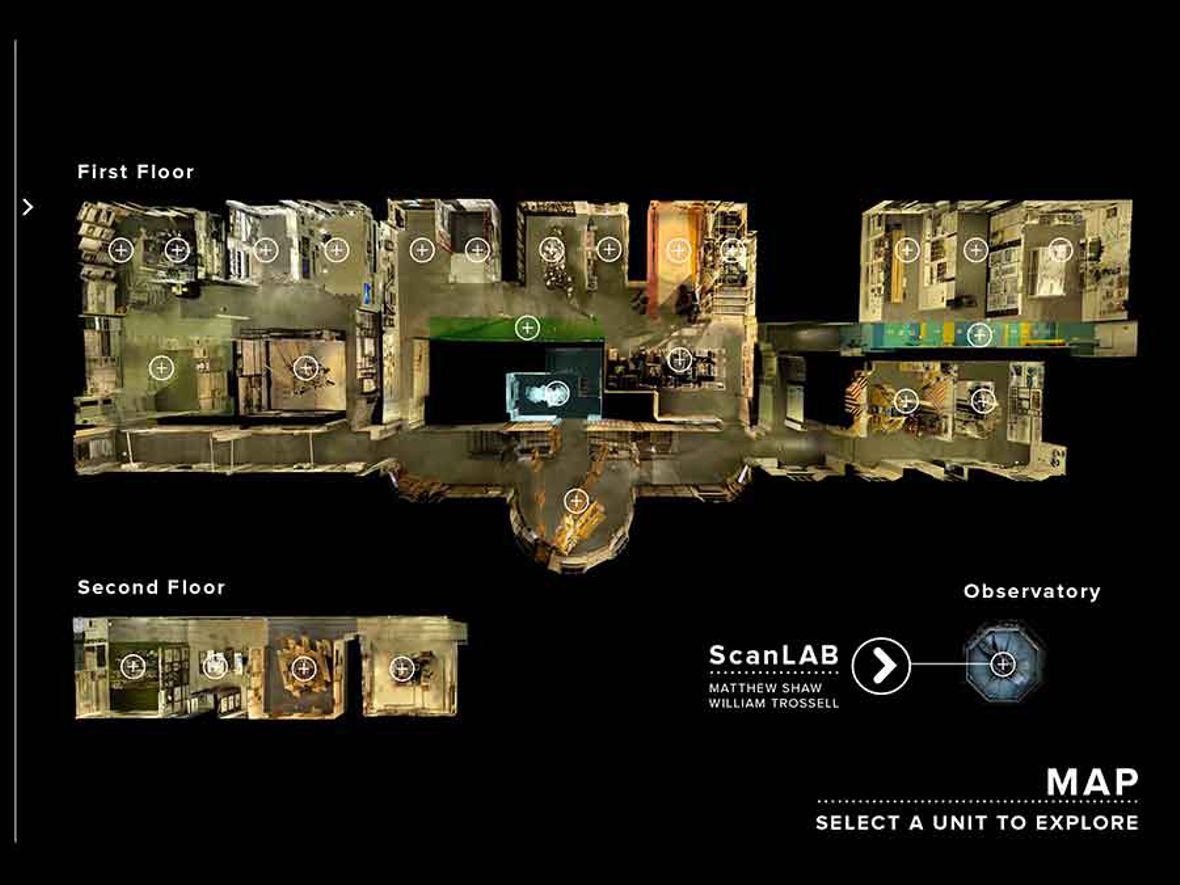 First Floor
Second Floor
Observatory
ScanLAB
MATTHEW SHAW
WILLIAM TROSSELL
MAP
SELECT A UNIT TO EXPLORE